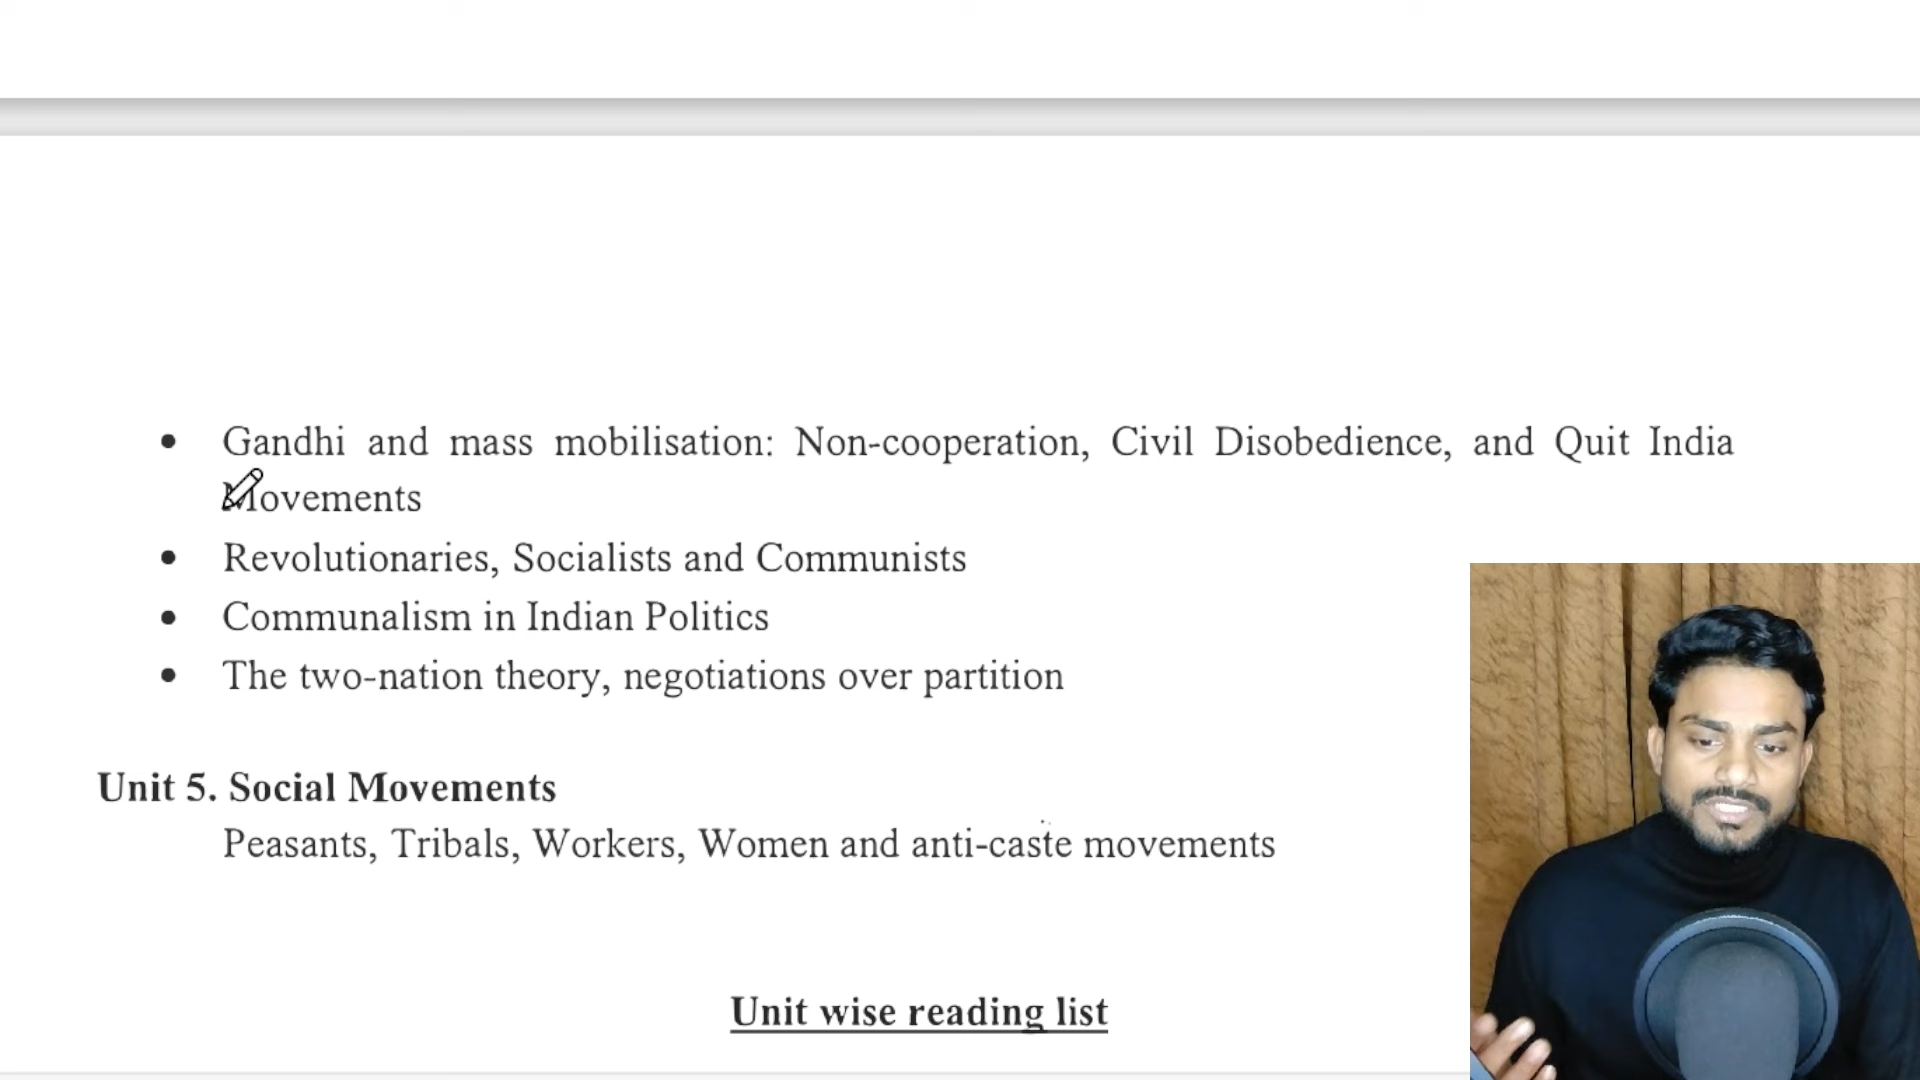 • Gandhi and mass mobilisation: Non-cooperation, Civil Disobedience, and Quit India
Movements
• Revolutionaries, Socialists and Communists
• Communalism in Indian Politics
• The two-nation theory, negotiations over partition
Unit 5. Social Movements
Peasants, Tribals, Workers, Women and anti-caste movements
Unit wise reading list